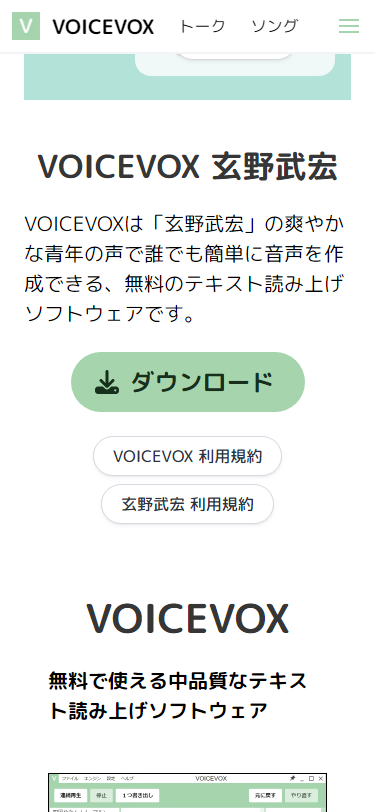 V VOICEVOX トーク ソング
VOICEVOX 玄野武宏
VOICEVOXは「玄野武宏」の爽やか
な青年の声で誰でも簡単に音声を作
成できる、無料のテキスト読み上げ
ソフトウェアです。
ダウンロード
VOICEVOX 利用規約
玄野武宏 利用規約
VOICEVOX
無料で使える中品質なテキス
ト読み上げソフトウェア
V ファイル エンジン 設定 ヘルプ VOICEVOX
連続再生 停止 1つ書き出し 元に戻す やり直す